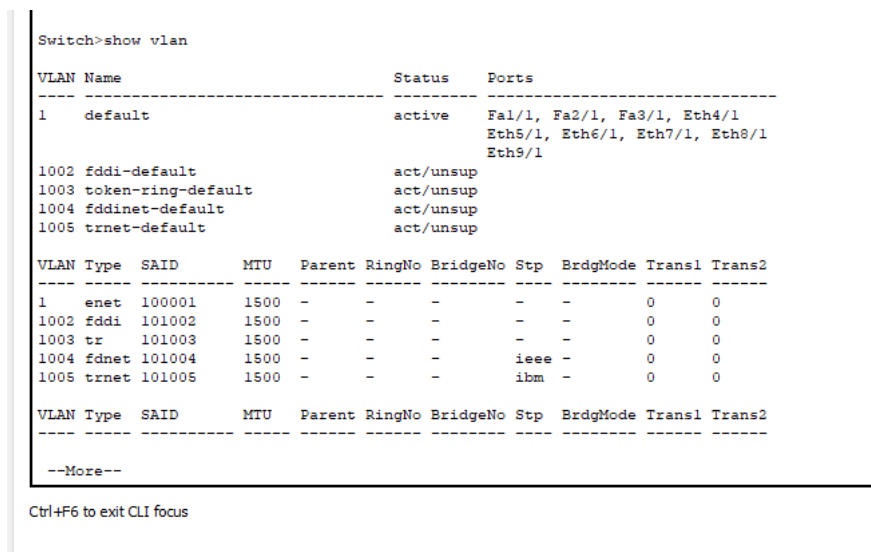 Switch>show vlan
VLAN Name                             Status    Ports
---- -------------------------------- --------- -------------------------------
1    default                          active    Fa1/1, Fa2/1, Fa3/1, Eth4/1
                                                Eth5/1, Eth6/1, Eth7/1, Eth8/1
                                                Eth9/1
1002 fddi-default                     act/unsup
1003 token-ring-default               act/unsup
1004 fddinet-default                  act/unsup
1005 trnet-default                    act/unsup
VLAN Type  SAID       MTU   Parent RingNo BridgeNo Stp  BrdgMode Trans1 Trans2
---- ----- ---------- ----- ------ ------ -------- ---- -------- ------ ------
1    enet  100001     1500  -      -      -        -    -        0      0
1002 fddi  101002     1500  -      -      -        -    -        0      0
1003 tr    101003     1500  -      -      -        -    -        0      0
1004 fdnet 101004     1500  -      -      -        ieee -        0      0
1005 trnet 101005     1500  -      -      -        ibm  -        0      0
VLAN Type  SAID       MTU   Parent RingNo BridgeNo Stp  BrdgMode Trans1 Trans2
---- ----- ---------- ----- ------ ------ -------- ---- -------- ------ ------
--More--
Ctrl+F6 to exit CLI focus